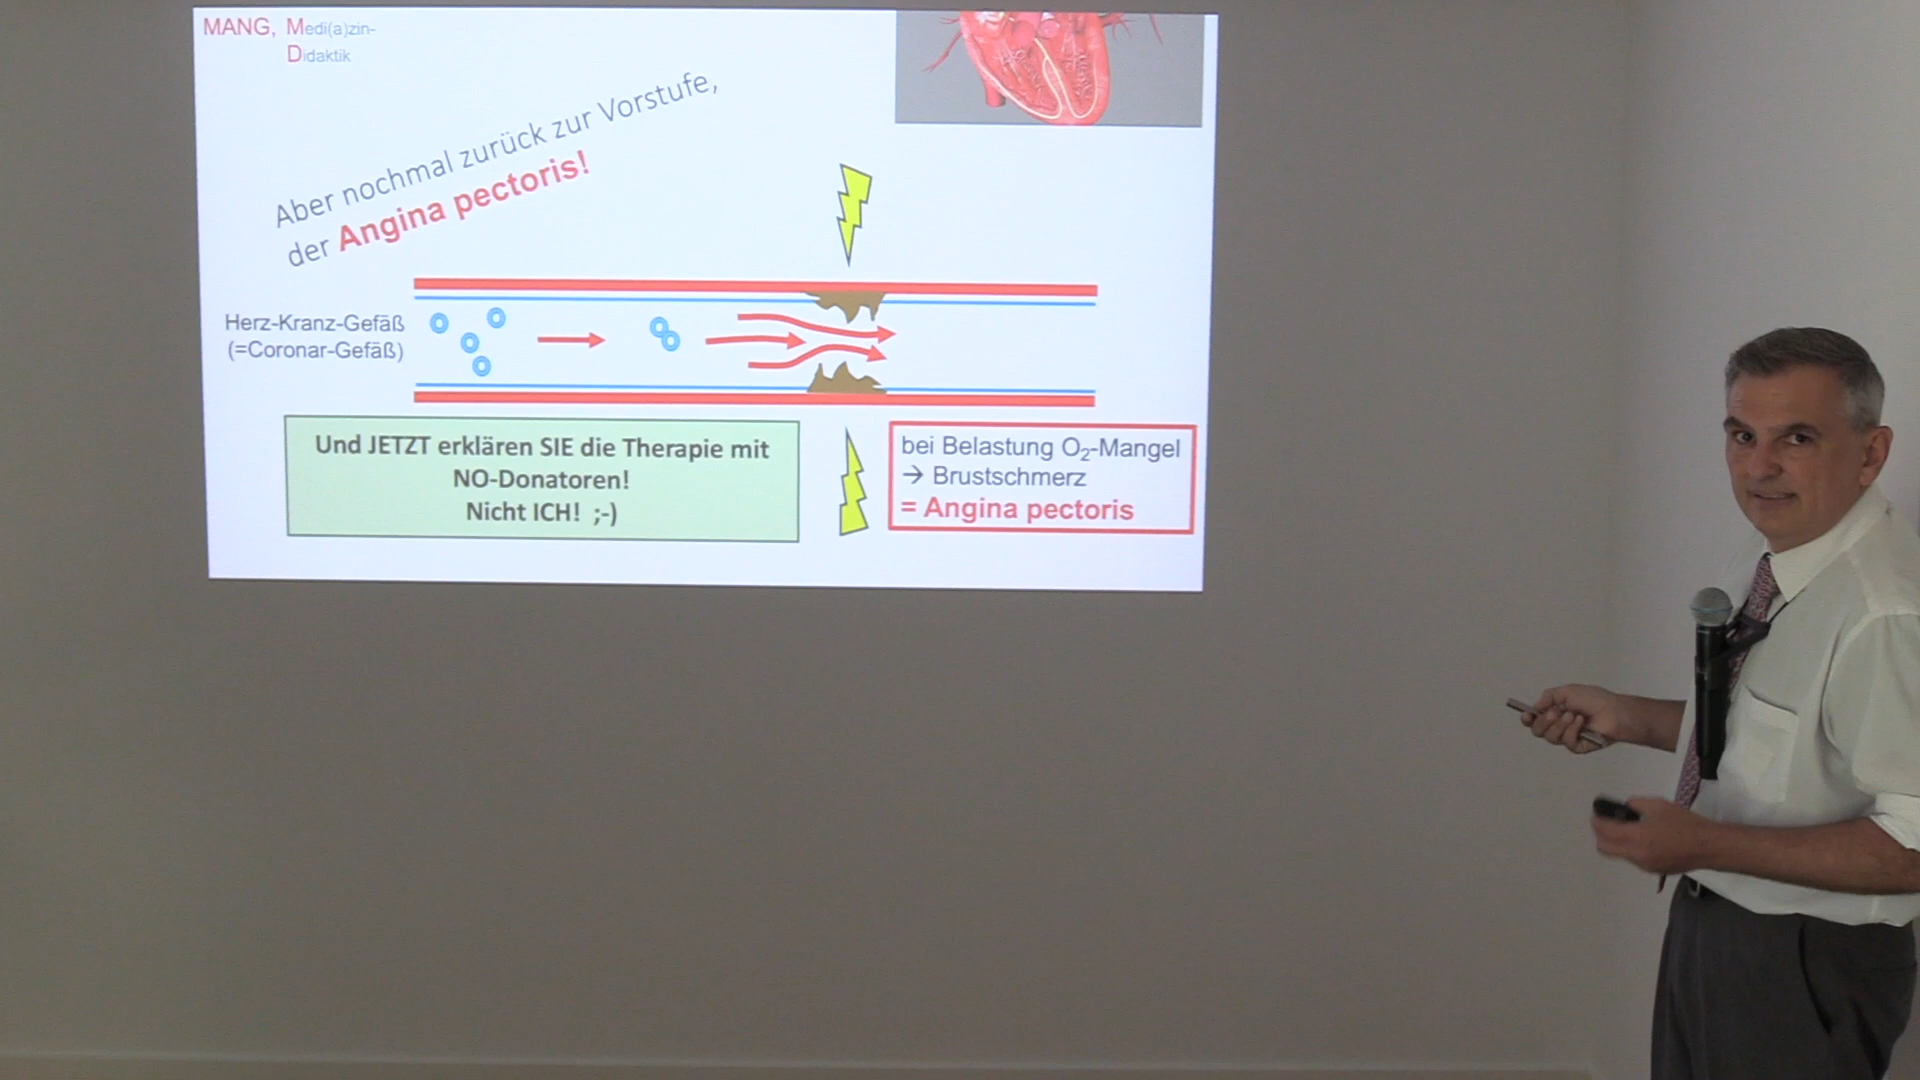 MANG, Medi(a)zin-
Didaktik
Aber nochmal zurück zur Vorstufe,
der Angina pectoris!
Herz-Kranz-Gefäß
(=Coronar-Gefäß)
Und JETZT erklären SIE die Therapie mit
NO-Donatoren!
Nicht ICH! ;-)
bei Belastung O₂-Mangel
→ Brustschmerz
= Angina pectoris